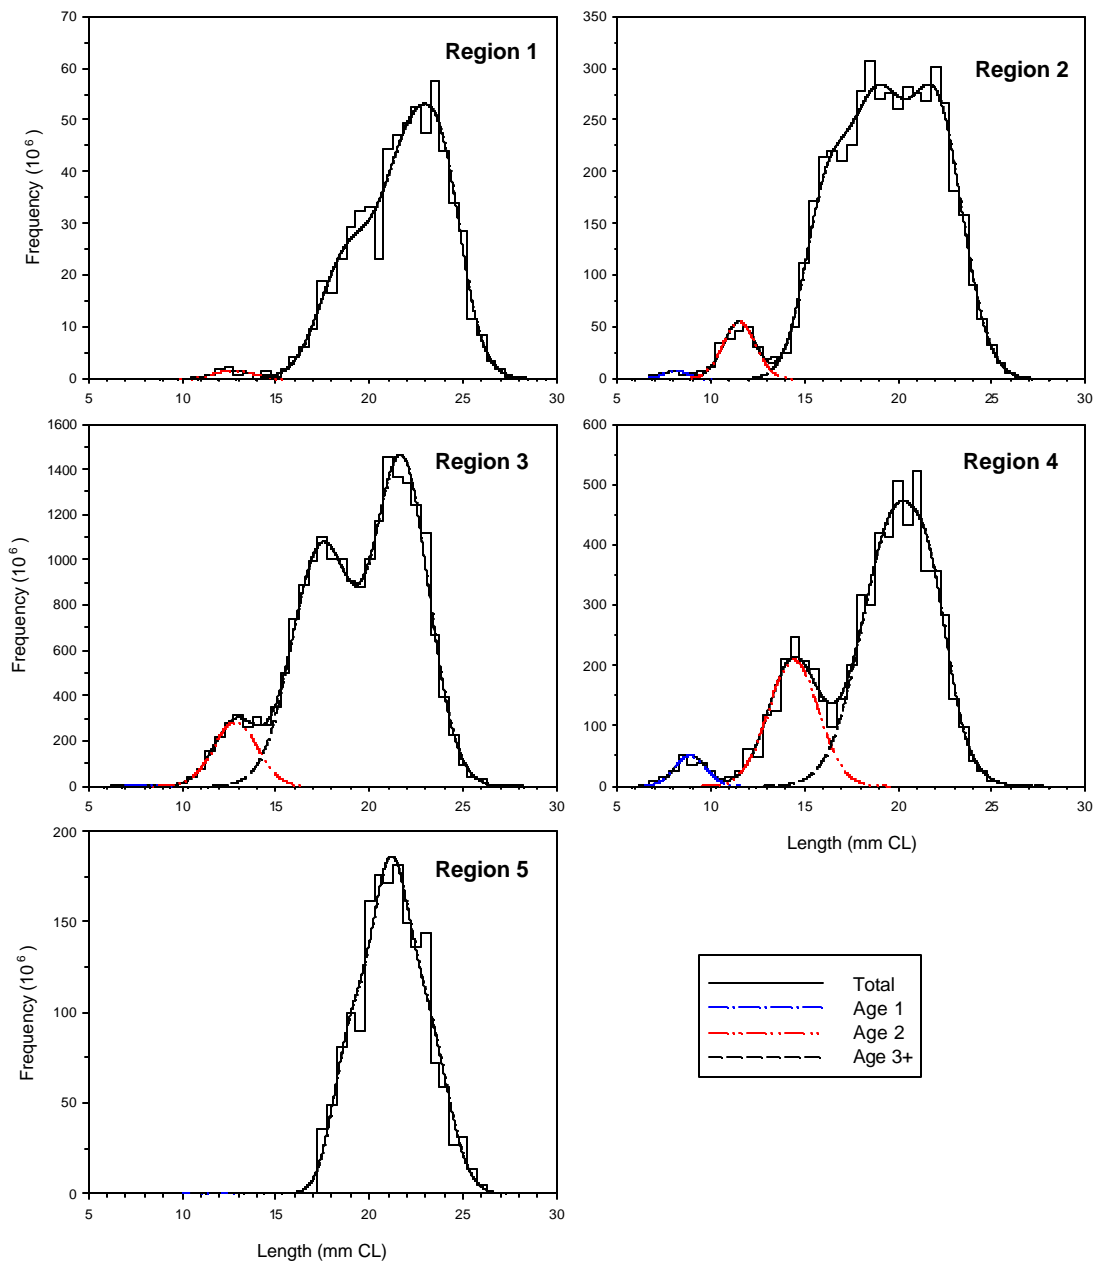 Region 1
Frequency (10⁶)
70
60
50
40
30
20
10
0
5 10 15 20 25 30
Region 2
350
300
250
200
150
100
50
0
5 10 15 20 25 30
Region 3
Frequency (10⁶)
1600
1400
1200
1000
800
600
400
200
0
5 10 15 20 25 30
Region 4
600
500
400
300
200
100
0
5 10 15 20 25 30
Length (mm CL)
Region 5
Frequency (10⁶)
200
150
100
50
0
5 10 15 20 25 30
Length (mm CL)
Total
Age 1
Age 2
Age 3+